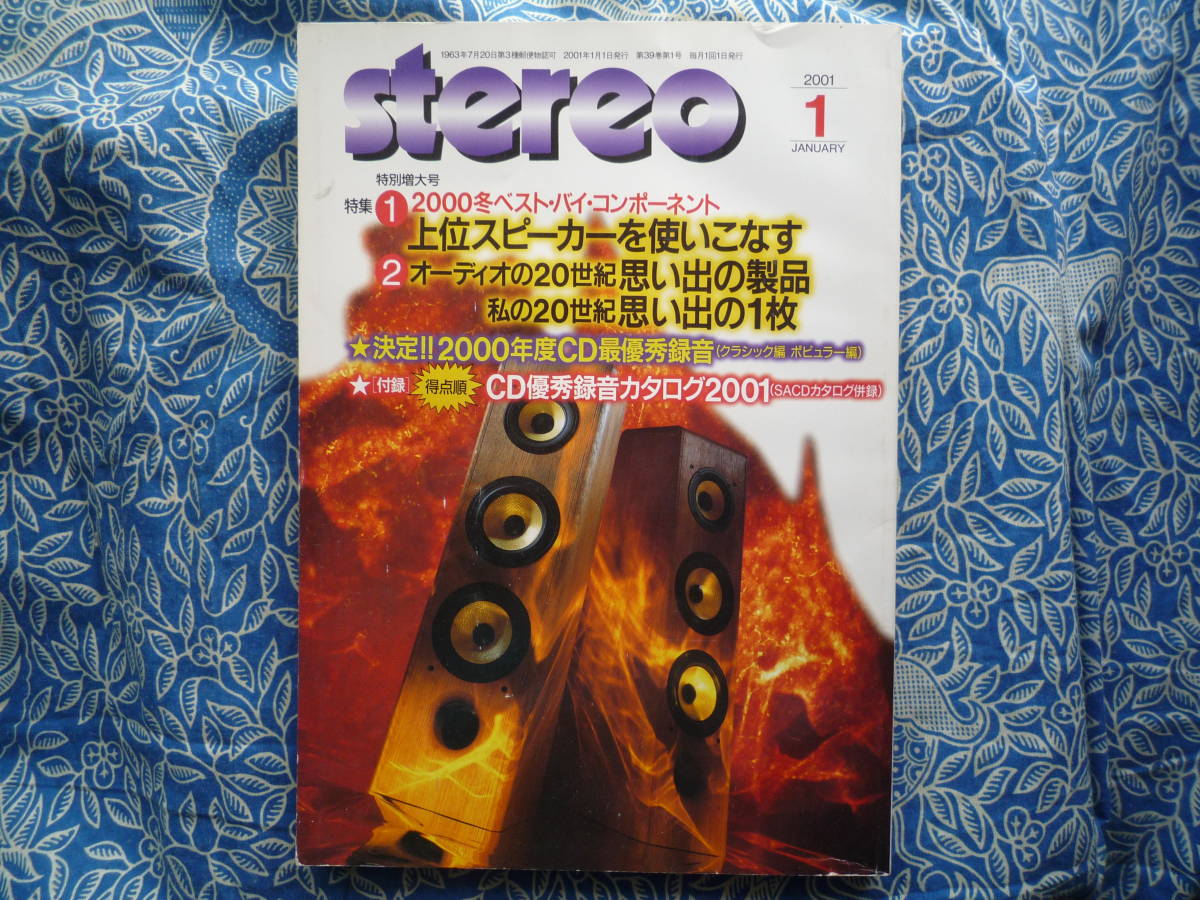 1963年7月20日第3種郵便物認可 2001年1月1日発行 第39巻第1号 毎月1回1日発行
stereo
2001
1
JANUARY
特別増大号
特集 1 2000冬ベスト・バイ・コンポーネント
上位スピーカーを使いこなす
2 オーディオの20世紀 思い出の製品
私の20世紀 思い出の1枚
★決定!! 2000年度CD最優秀録音(クラシック編 ポピュラー編)
★[付録] 得点順 CD優秀録音カタログ2001(SACDカタログ併録)